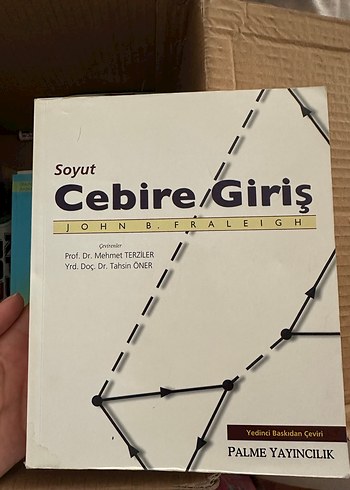 Soyut
Cebire Giriş
JOHN B. FRALEIGH
Çevirenler
Prof. Dr. Mehmet TERZİLER
Yrd. Doç. Dr. Tahsin ÖNER
Yedinci Baskıdan Çeviri
PALME YAYINCILIK